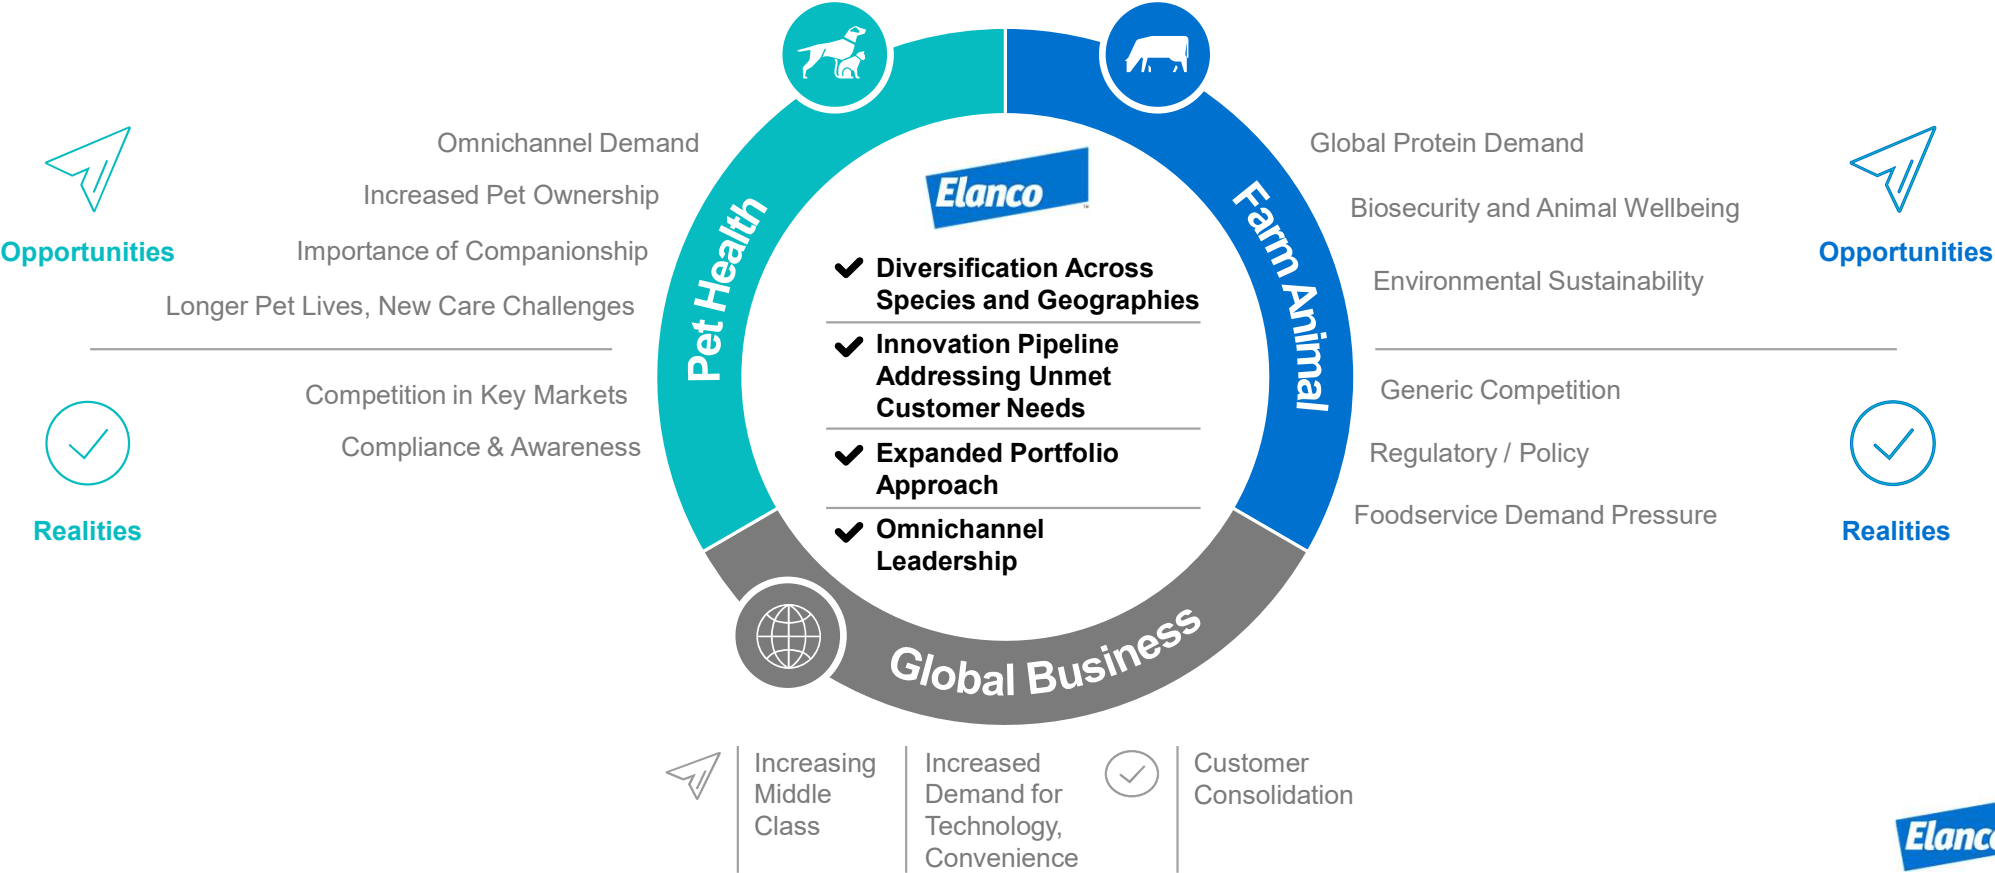 Omnichannel Demand
Increased Pet Ownership
Importance of Companionship
Longer Pet Lives, New Care Challenges
Opportunities
Competition in Key Markets
Compliance & Awareness
Realities
Pet Health
Elanco
Diversification Across
Species and Geographies
Innovation Pipeline
Addressing Unmet
Customer Needs
Expanded Portfolio
Approach
Omnichannel
Leadership
Farm Animal
Global Protein Demand
Biosecurity and Animal Wellbeing
Environmental Sustainability
Opportunities
Generic Competition
Regulatory / Policy
Foodservice Demand Pressure
Realities
Global Business
Increasing
Middle
Class
Increased
Demand for
Technology,
Convenience
Customer
Consolidation
Elanco